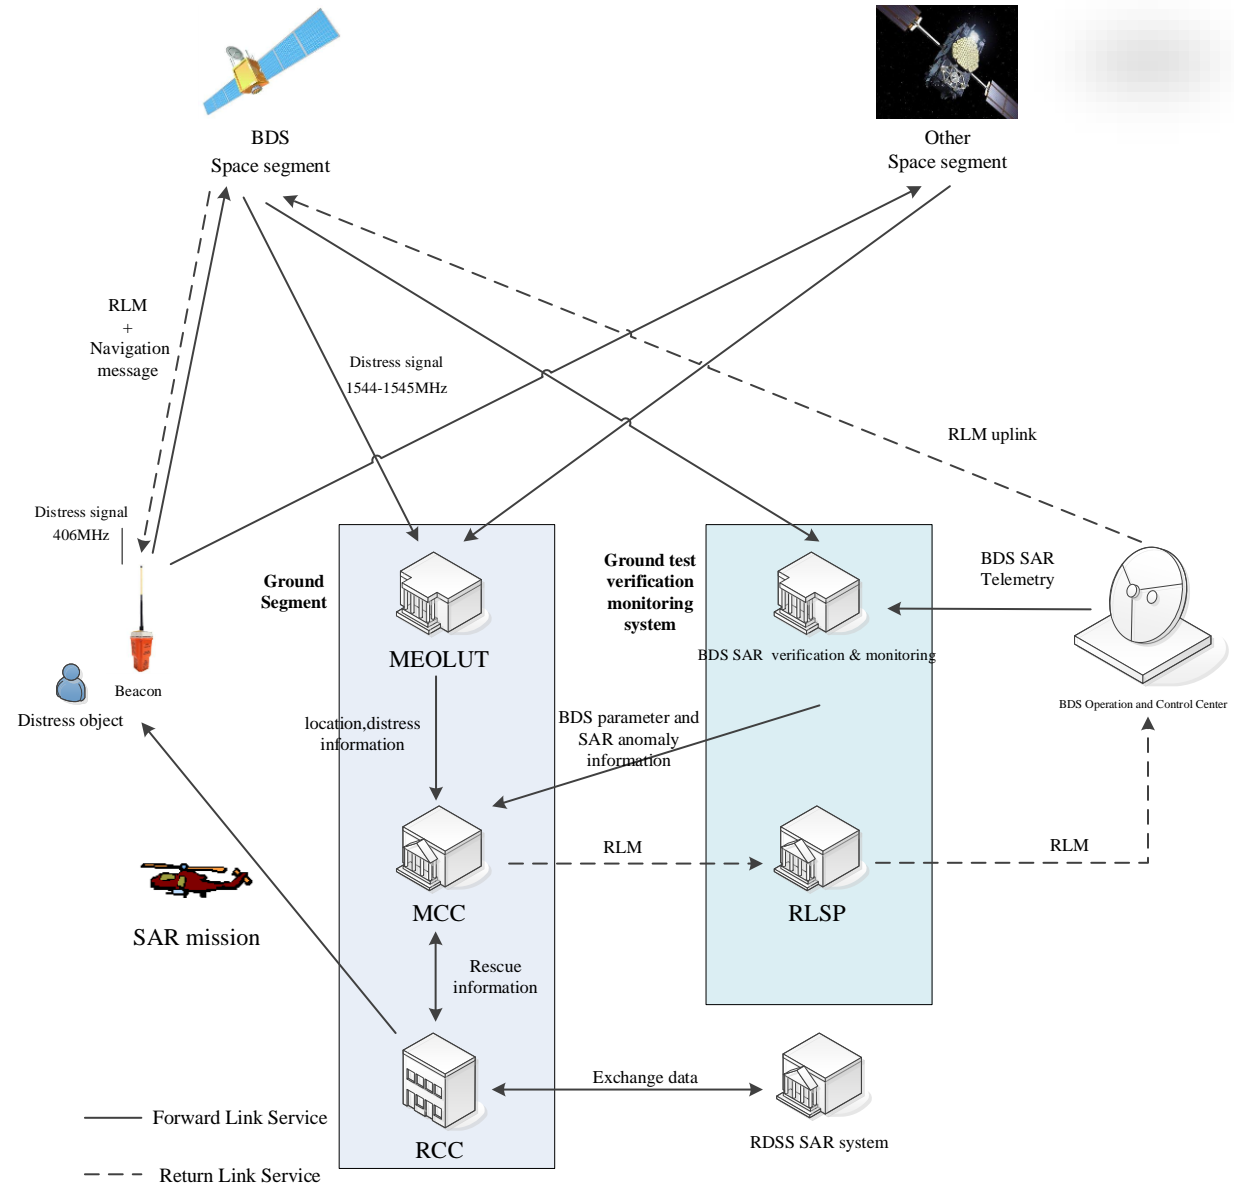 BDS
Space segment
Other
Space segment
RLM
+
Navigation
message
Distress signal
1544-1545MHz
RLM uplink
Distress signal
406MHz
Ground
Segment
Ground test
verification
monitoring
system
BDS SAR
Telemetry
MEOLUT
BDS SAR verification & monitoring
Beacon
Distress object
BDS Operation and Control Center
location,distress
information
BDS parameter and
SAR anomaly
information
RLM
RLM
MCC
RLSP
SAR mission
Rescue
information
Exchange data
RCC
RDSS SAR system
Forward Link Service
Return Link Service